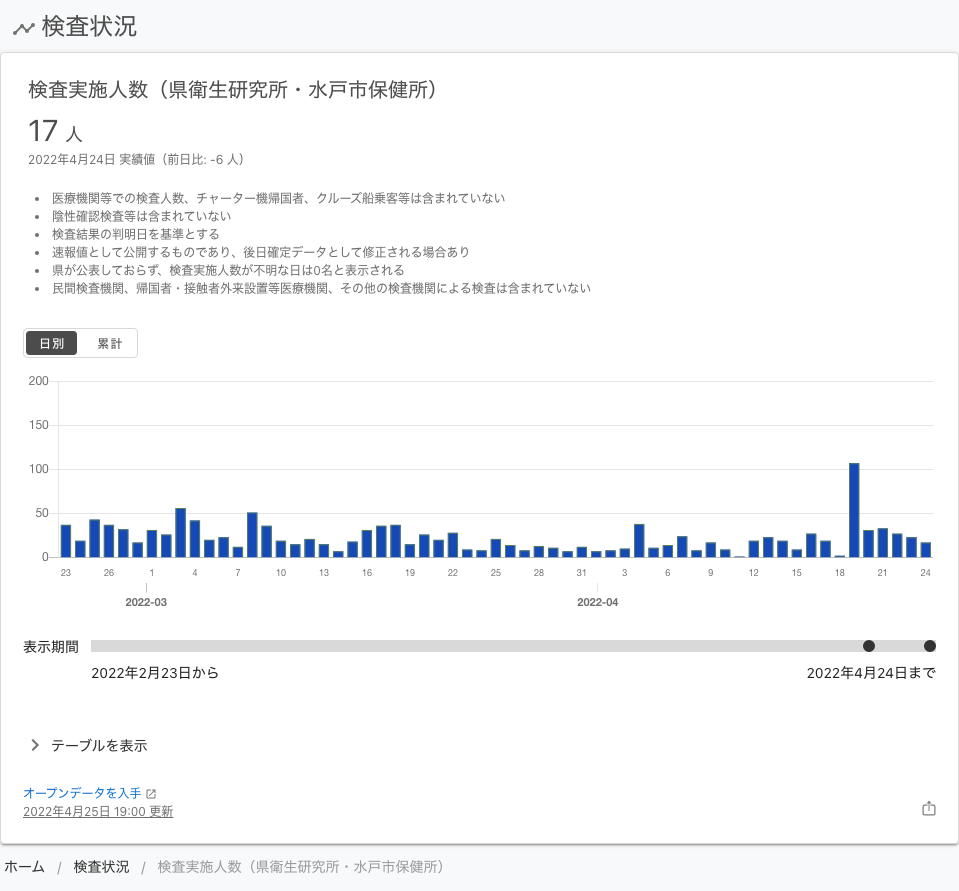 検査状況
検査実施人数（県衛生研究所・水戸市保健所）
17 人
2022年4月24日 実績値（前日比: -6 人）
• 医療機関等での検査人数、チャーター機帰国者、クルーズ船乗客等は含まれていない
• 陰性確認検査等は含まれていない
• 検査結果の判明日を基準とする
• 速報値として公開するものであり、後日確定データとして修正される場合あり
• 県が公表しておらず、検査実施人数が不明な日は0名と表示される
• 民間検査機関、帰国者・接触者外来設置等医療機関、その他の検査機関による検査は含まれていない
日別 累計
200
150
100
50
0
23 26 1 4 7 10 13 16 19 22 25 28 31 3 6 9 12 15 18 21 24
2022-03 2022-04
表示期間
2022年2月23日から 2022年4月24日まで
テーブルを表示
オープンデータを入手
2022年4月25日 19:00 更新
ホーム / 検査状況 / 検査実施人数（県衛生研究所・水戸市保健所）